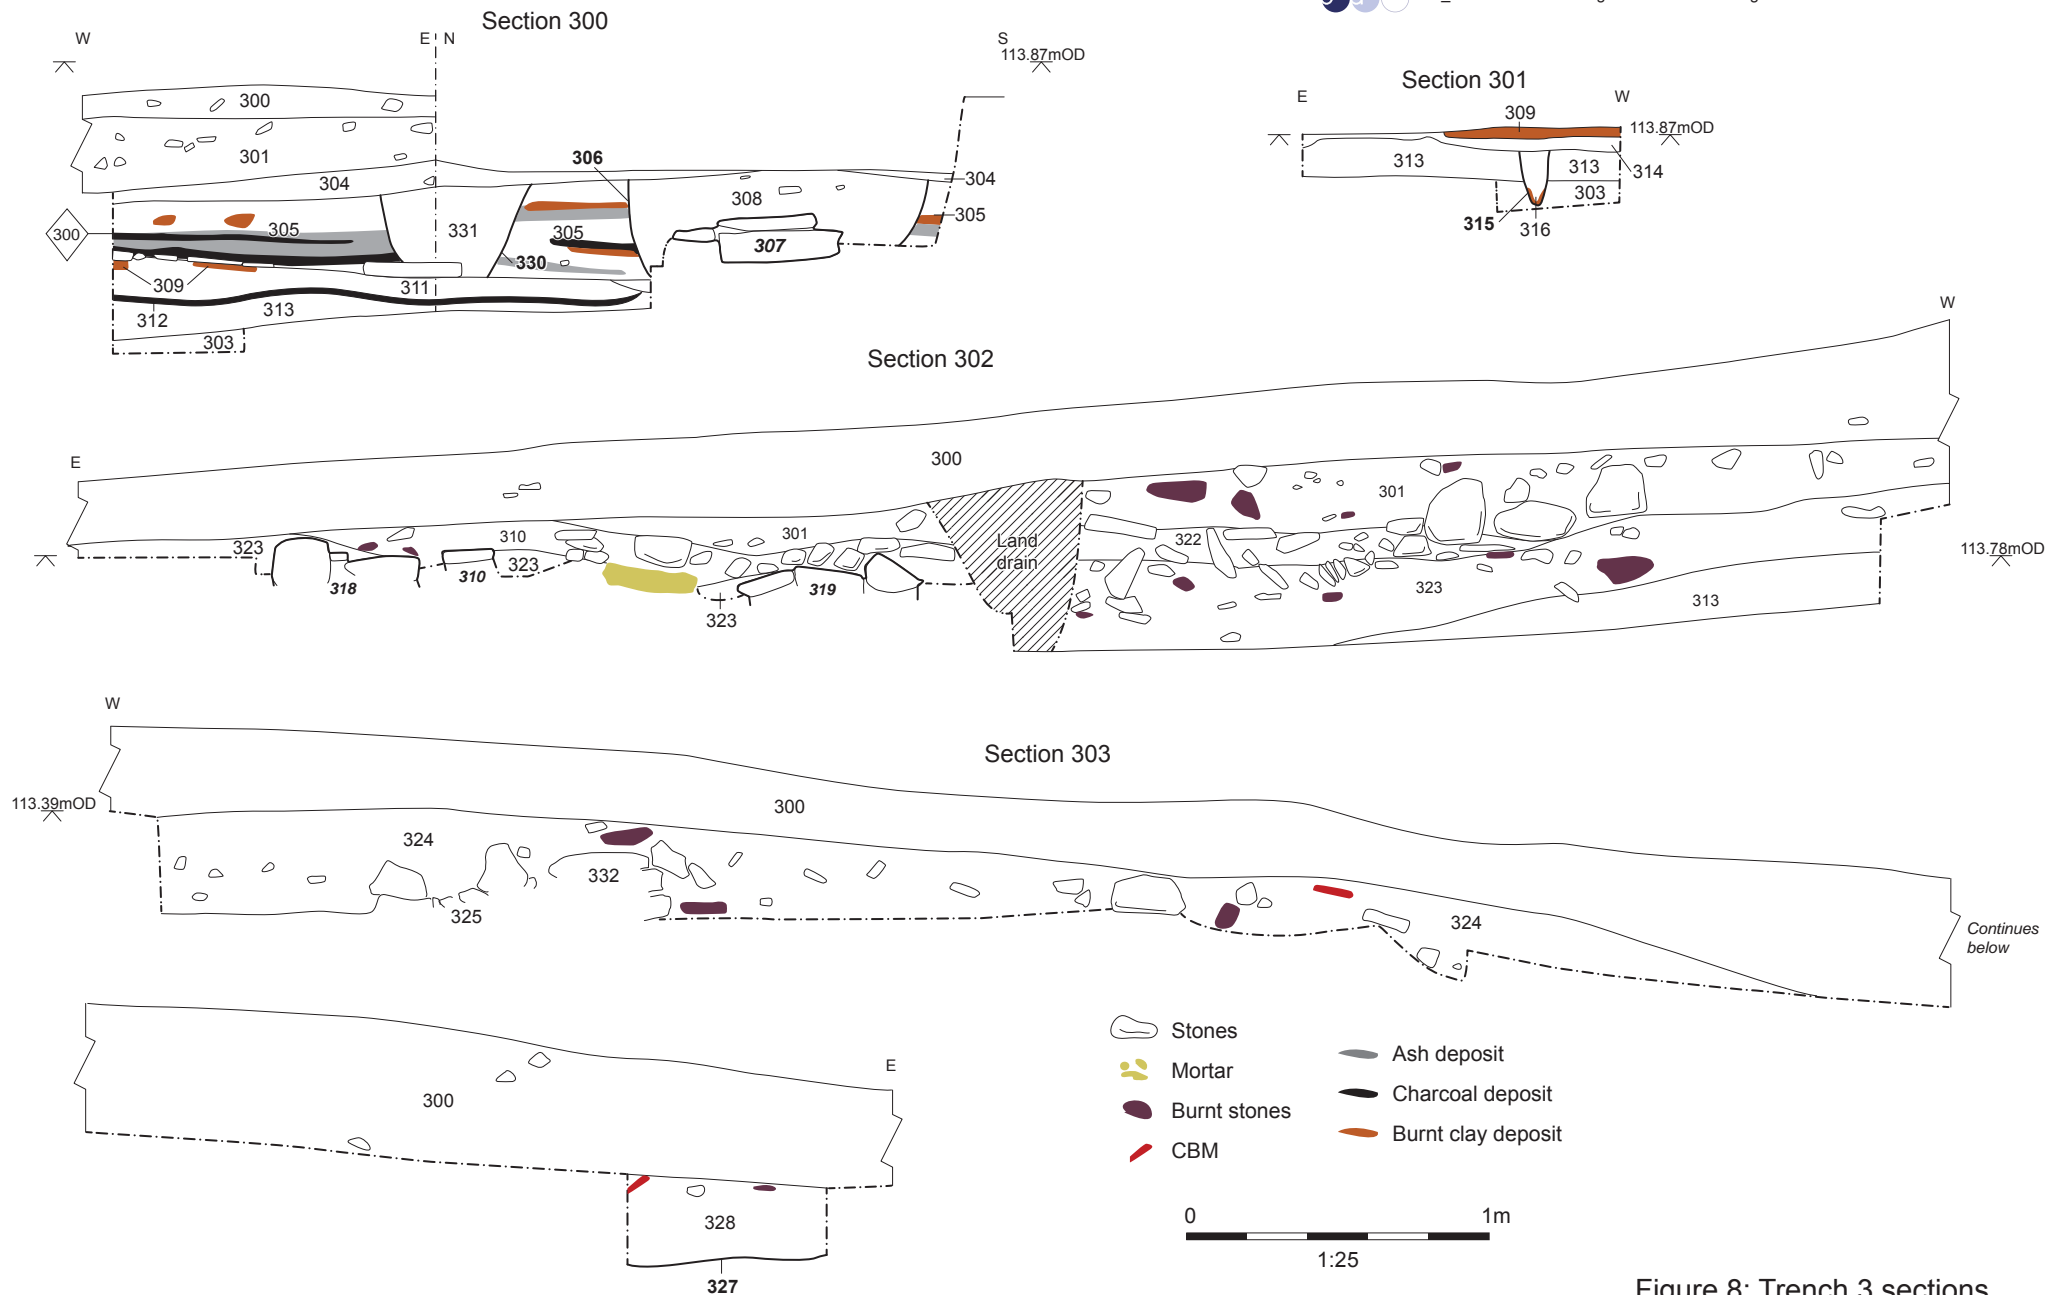 Section 300
W
E
N
S
113.87mOD
300
301
304
306
308
304
305
300
305
331
305
330
307
309
311
312
313
303
Section 301
E
W
309
113.87mOD
313
313
314
303
315
316
Section 302
W
E
300
301
310
301
323
318
310
323
319
323
Land
drain
322
323
313
113.78mOD
Section 303
W
113.39mOD
300
324
332
325
324
Continues
below
E
300
328
327
Stones
Mortar
Burnt stones
CBM
Ash deposit
Charcoal deposit
Burnt clay deposit
0
1m
1:25
Figure 8: Trench 3 sections